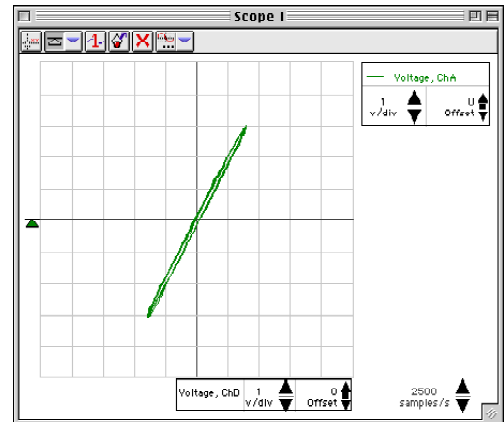 Scope 1
Voltage, ChA
1
v/div
0
Offset
Voltage, ChD
1
v/div
0
Offset
2500
samples/s